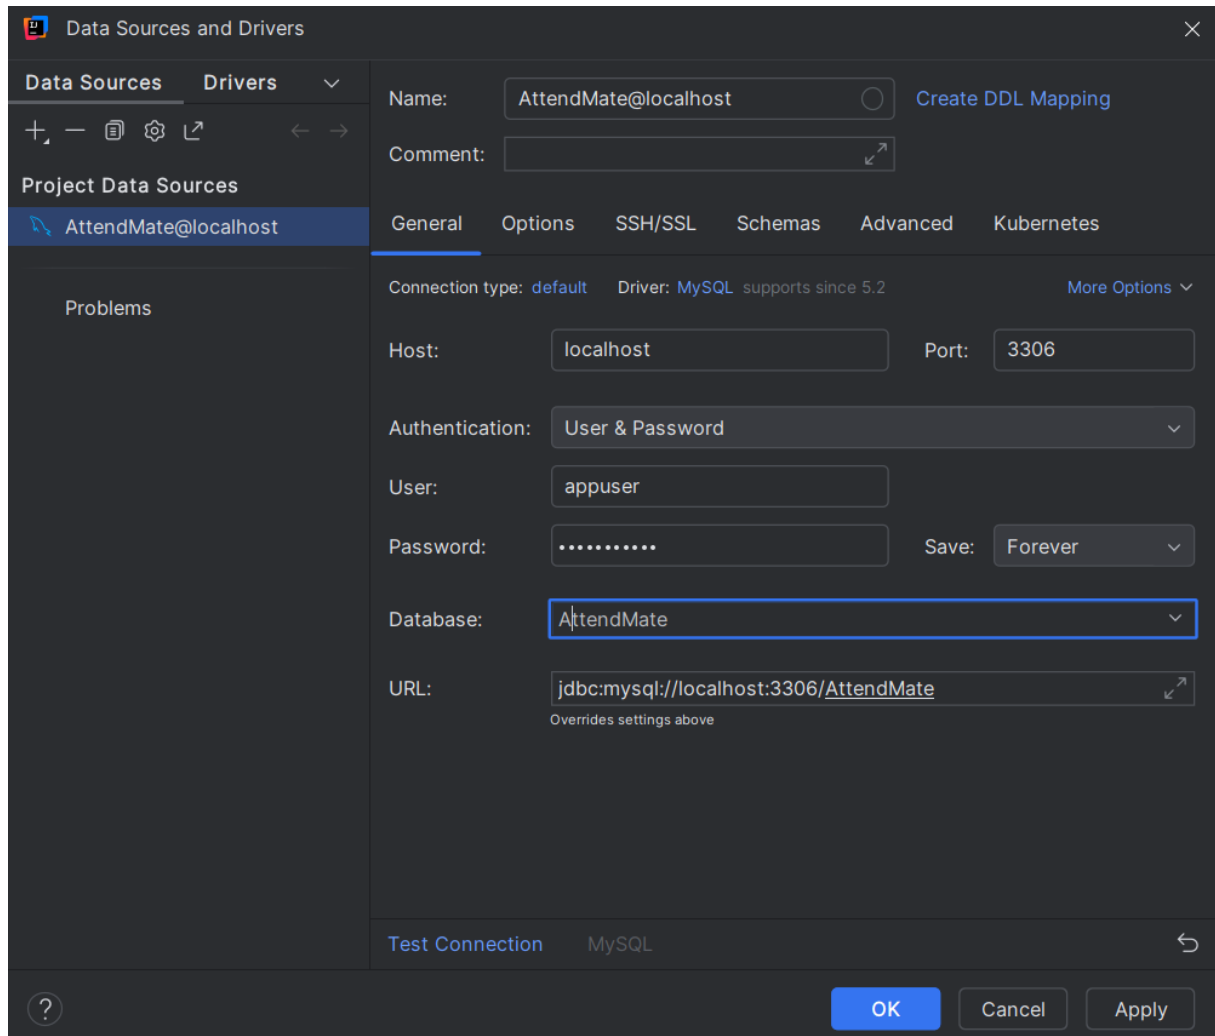 Data Sources and Drivers
Data Sources Drivers
Project Data Sources
AttendMate@localhost
Problems
Name: AttendMate@localhost Create DDL Mapping
Comment:
General Options SSH/SSL Schemas Advanced Kubernetes
Connection type: default Driver: MySQL supports since 5.2 More Options
Host: localhost Port: 3306
Authentication: User & Password
User: appuser
Password: ••••••••••• Save: Forever
Database: AttendMate
URL: jdbc:mysql://localhost:3306/AttendMate
Overrides settings above
Test Connection MySQL
? OK Cancel Apply